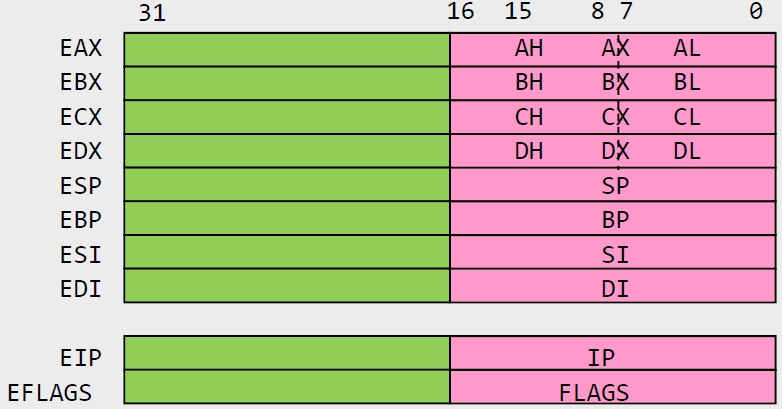 31 16 15 8 7 0
EAX AH AX AL
EBX BH BX BL
ECX CH CX CL
EDX DH DX DL
ESP SP
EBP BP
ESI SI
EDI DI
EIP IP
EFLAGS FLAGS